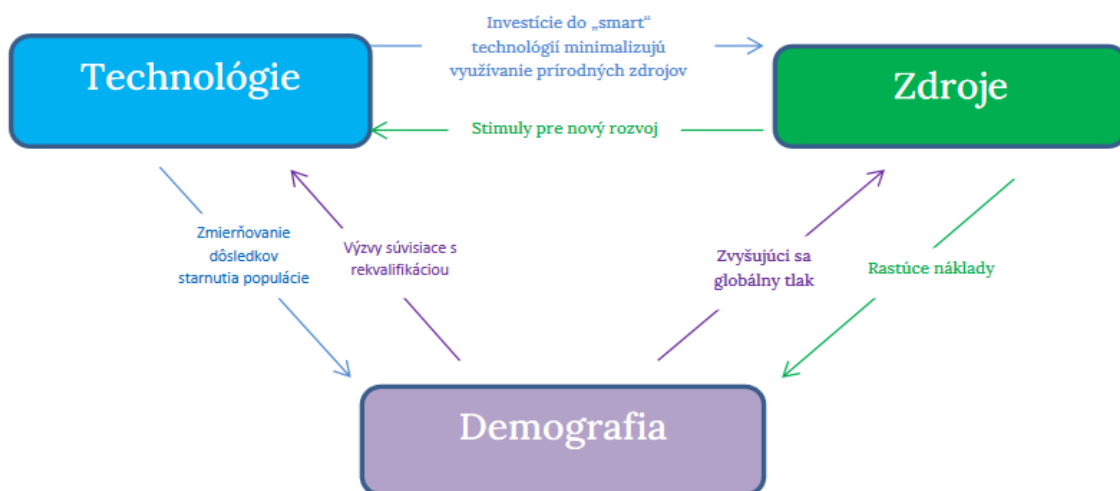 Investície do „smart“
technológií minimalizujú
využívanie prírodných zdrojov
Technológie
Zdroje
Stimuly pre nový rozvoj
Zmierňovanie
dôsledkov
starnutia populácie
Výzvy súvisiace s
rekvalifikáciou
Zvyšujúci sa
globálny tlak
Rastúce náklady
Demografia